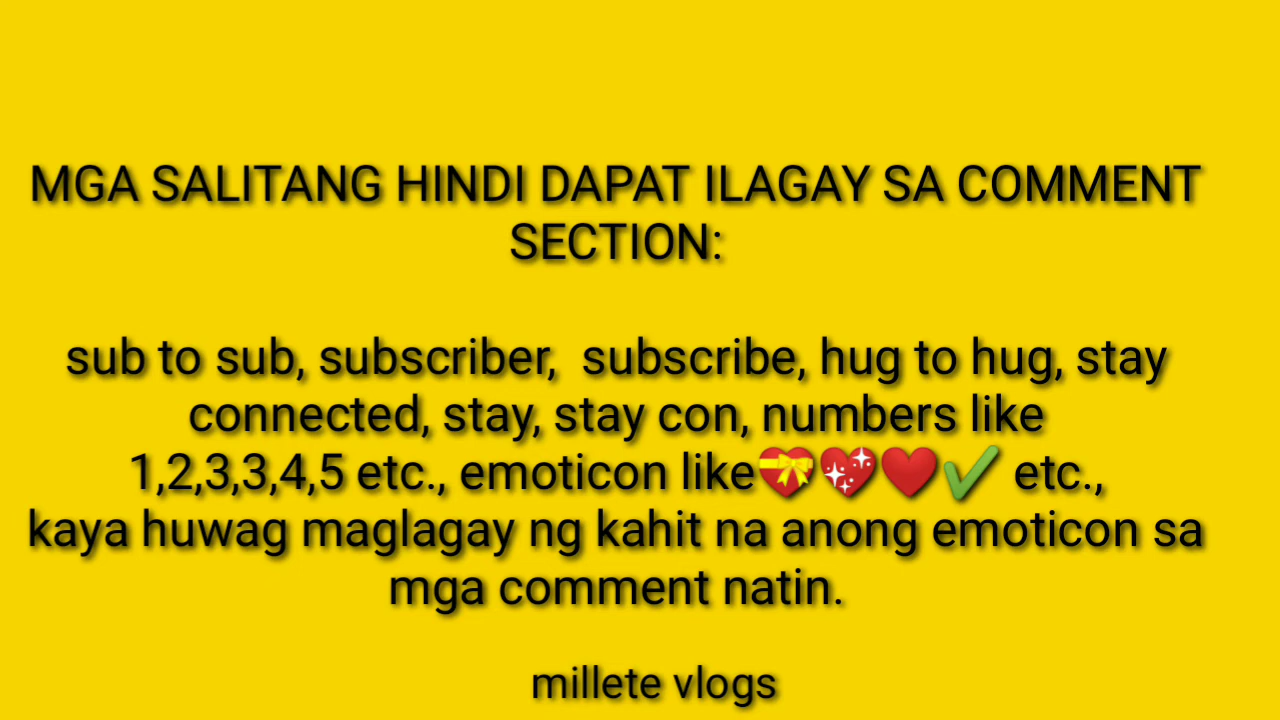 MGA SALITANG HINDI DAPAT ILAGAY SA COMMENT
SECTION:
sub to sub, subscriber,  subscribe, hug to hug, stay
connected, stay, stay con, numbers like
1,2,3,3,4,5 etc., emoticon like💝💖❤️✔️ etc.,
kaya huwag maglagay ng kahit na anong emoticon sa
mga comment natin.
millete vlogs